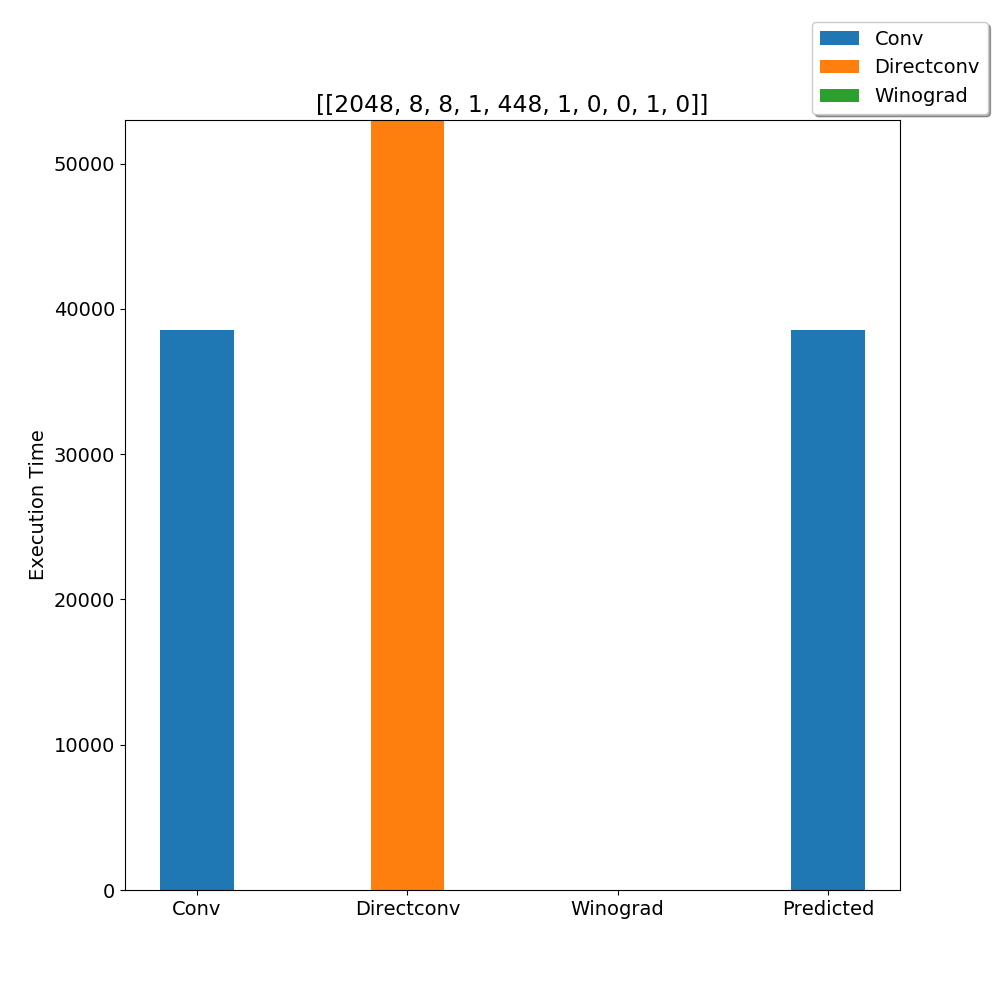 Conv
Directconv
Winograd
[[2048, 8, 8, 1, 448, 1, 0, 0, 1, 0]]
50000
40000
30000
20000
10000
0
Execution Time
Conv Directconv Winograd Predicted